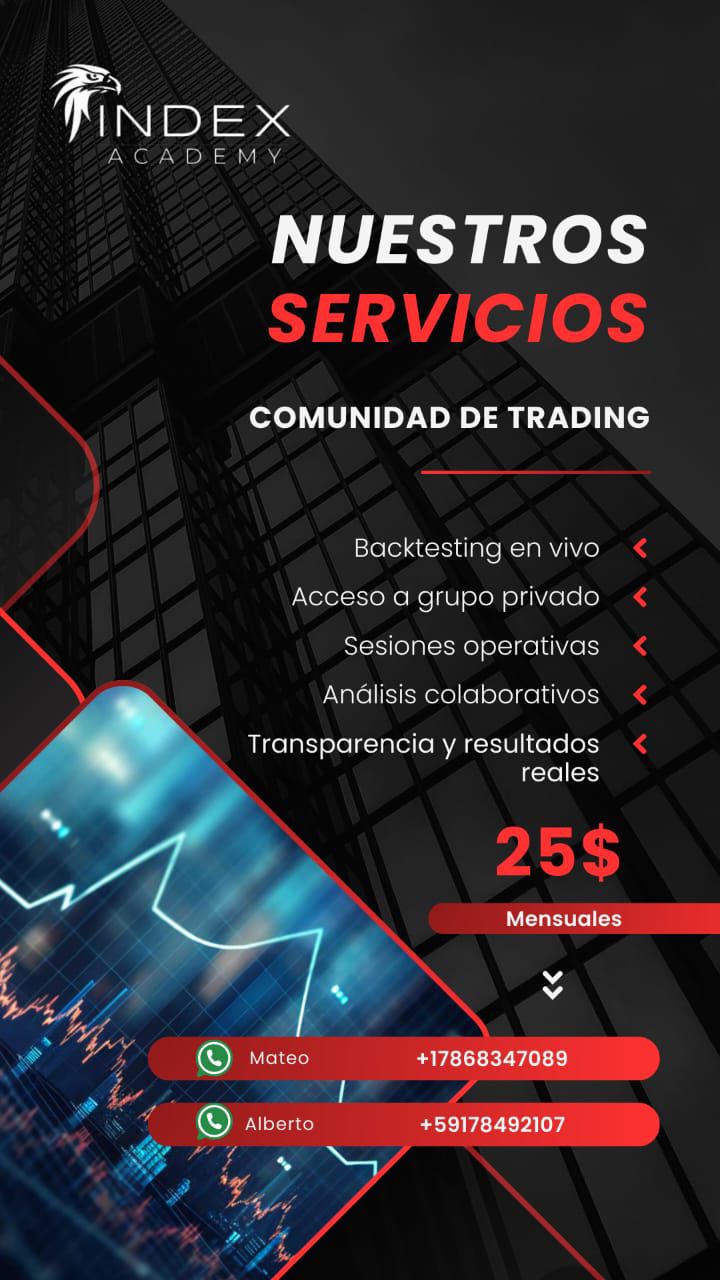 INDEX
ACADEMY
NUESTROS
SERVICIOS
COMUNIDAD DE TRADING
Backtesting en vivo
Acceso a grupo privado
Sesiones operativas
Análisis colaborativos
Transparencia y resultados
reales
25$
Mensuales
Mateo +17868347089
Alberto +59178492107